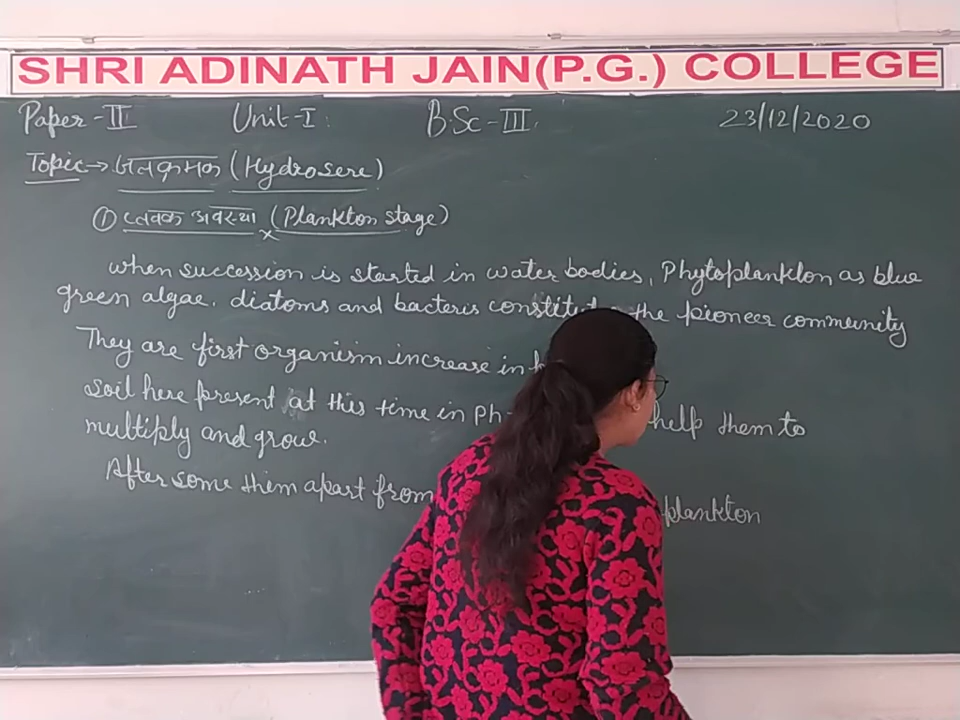 SHRI ADINATH JAIN(P.G.) COLLEGE
Paper-II Unit-I B.Sc-III 23/12/2020
Topic→ जलक्रमक (Hydrosere)
① प्लवक अवस्था (Plankton stage)
when succession is started in water bodies, Phytoplankton as blue
green algae. diatoms and bacteris the pioneer community
They are first organism increase in
soil here present at this time in help them to
multiply and grow.
After some them apart from plankton